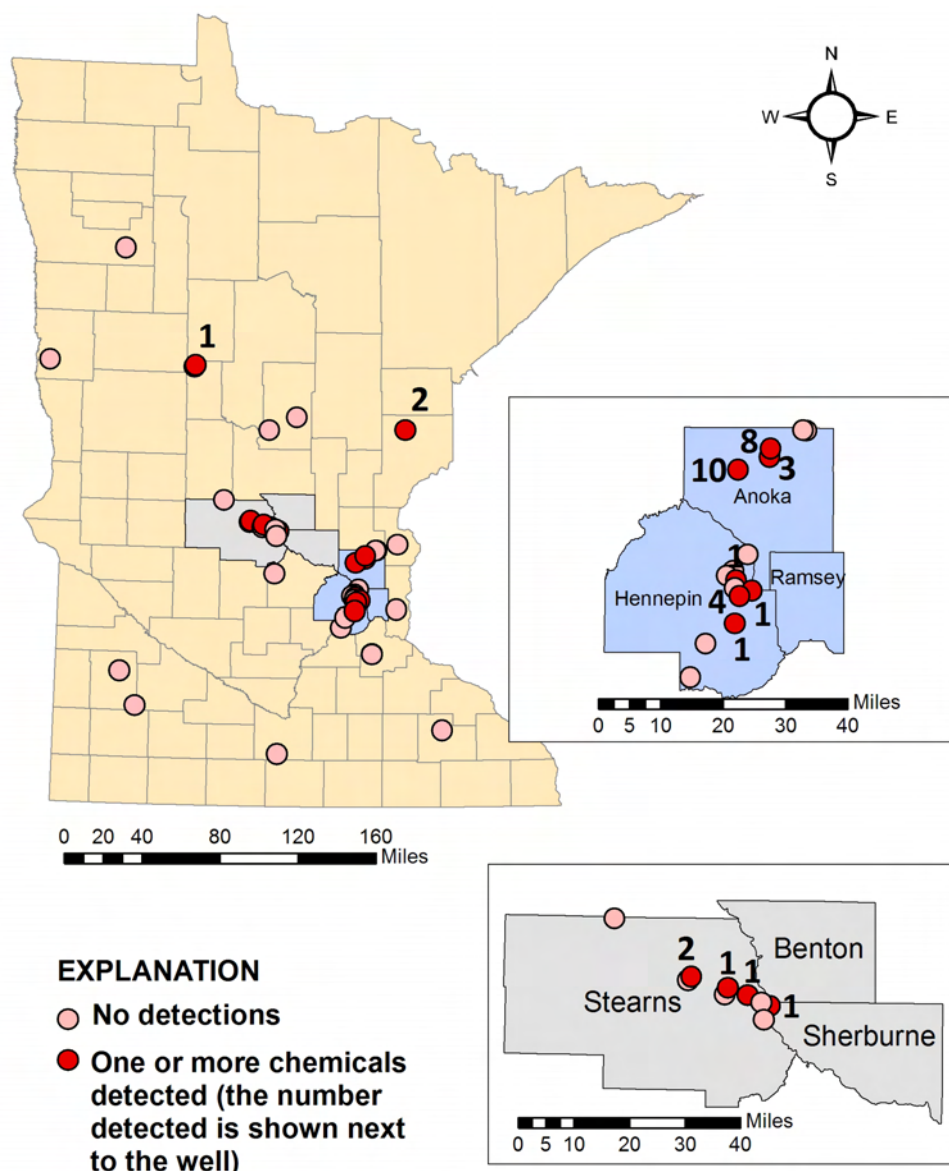 N
W E
S
1
2
8
10 3
Anoka
1
Ramsey
Hennepin 4 1
1
Miles
0 5 10 20 30 40
0 20 40 80 120 160
Miles
2 1 1
Benton
Stearns 1
Sherburne
Miles
0 5 10 20 30 40
EXPLANATION
No detections
One or more chemicals
detected (the number
detected is shown next
to the well)